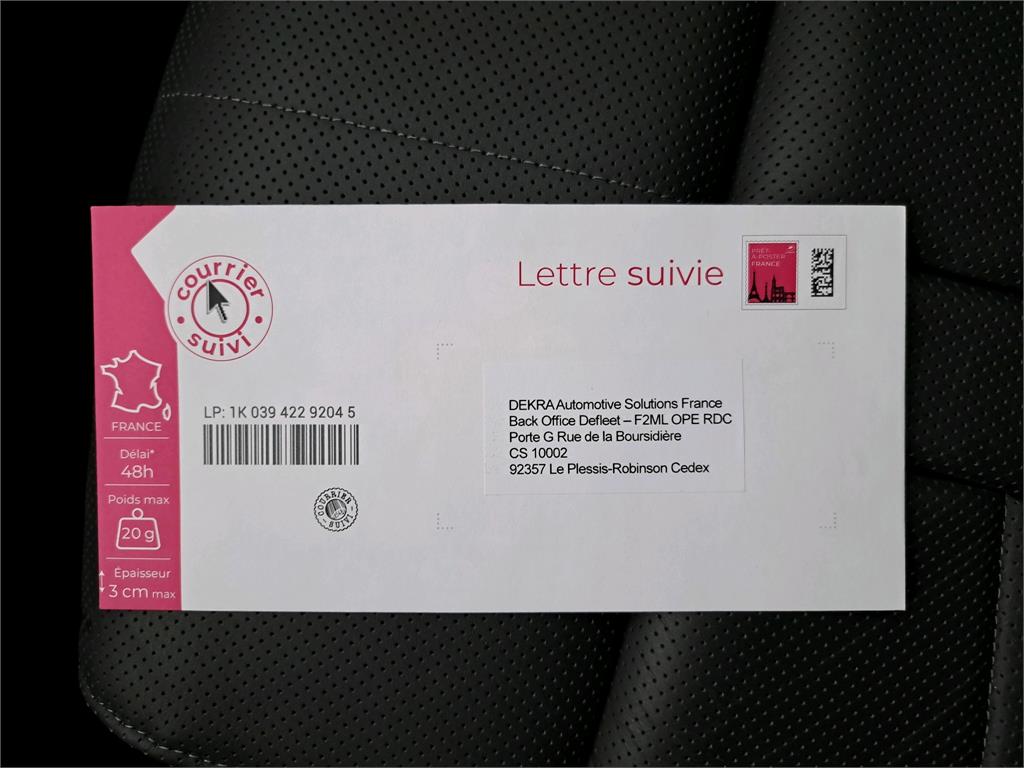 courrier
suivi
Lettre suivie
PRÊT-
À-POSTER
FRANCE
FRANCE
Délai*
48h
Poids max
20 g
Épaisseur
3 cm max
LP: 1K 039 422 9204 5
COURRIER
SUIVI
DEKRA Automotive Solutions France
Back Office Defleet – F2ML OPE RDC
Porte G Rue de la Boursidière
CS 10002
92357 Le Plessis-Robinson Cedex